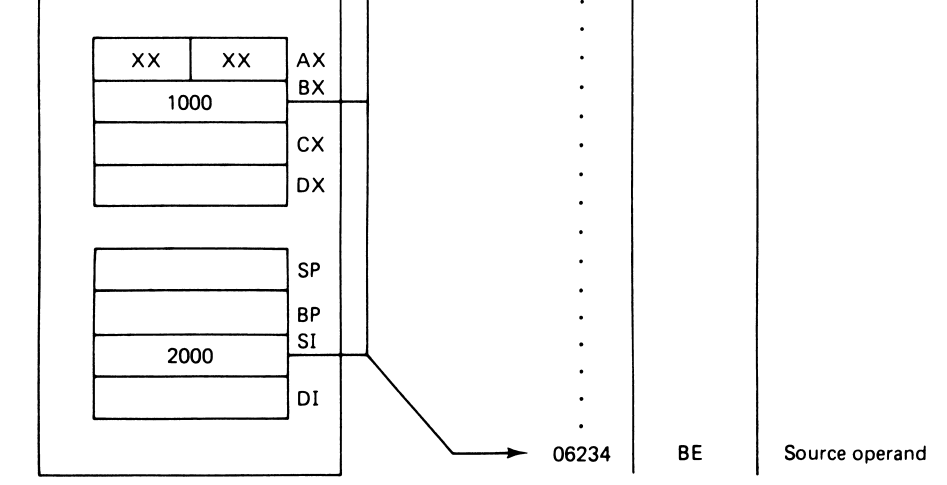 XX XX AX
BX
1000
CX
DX
SP
BP
SI
2000
DI
06234 BE Source operand